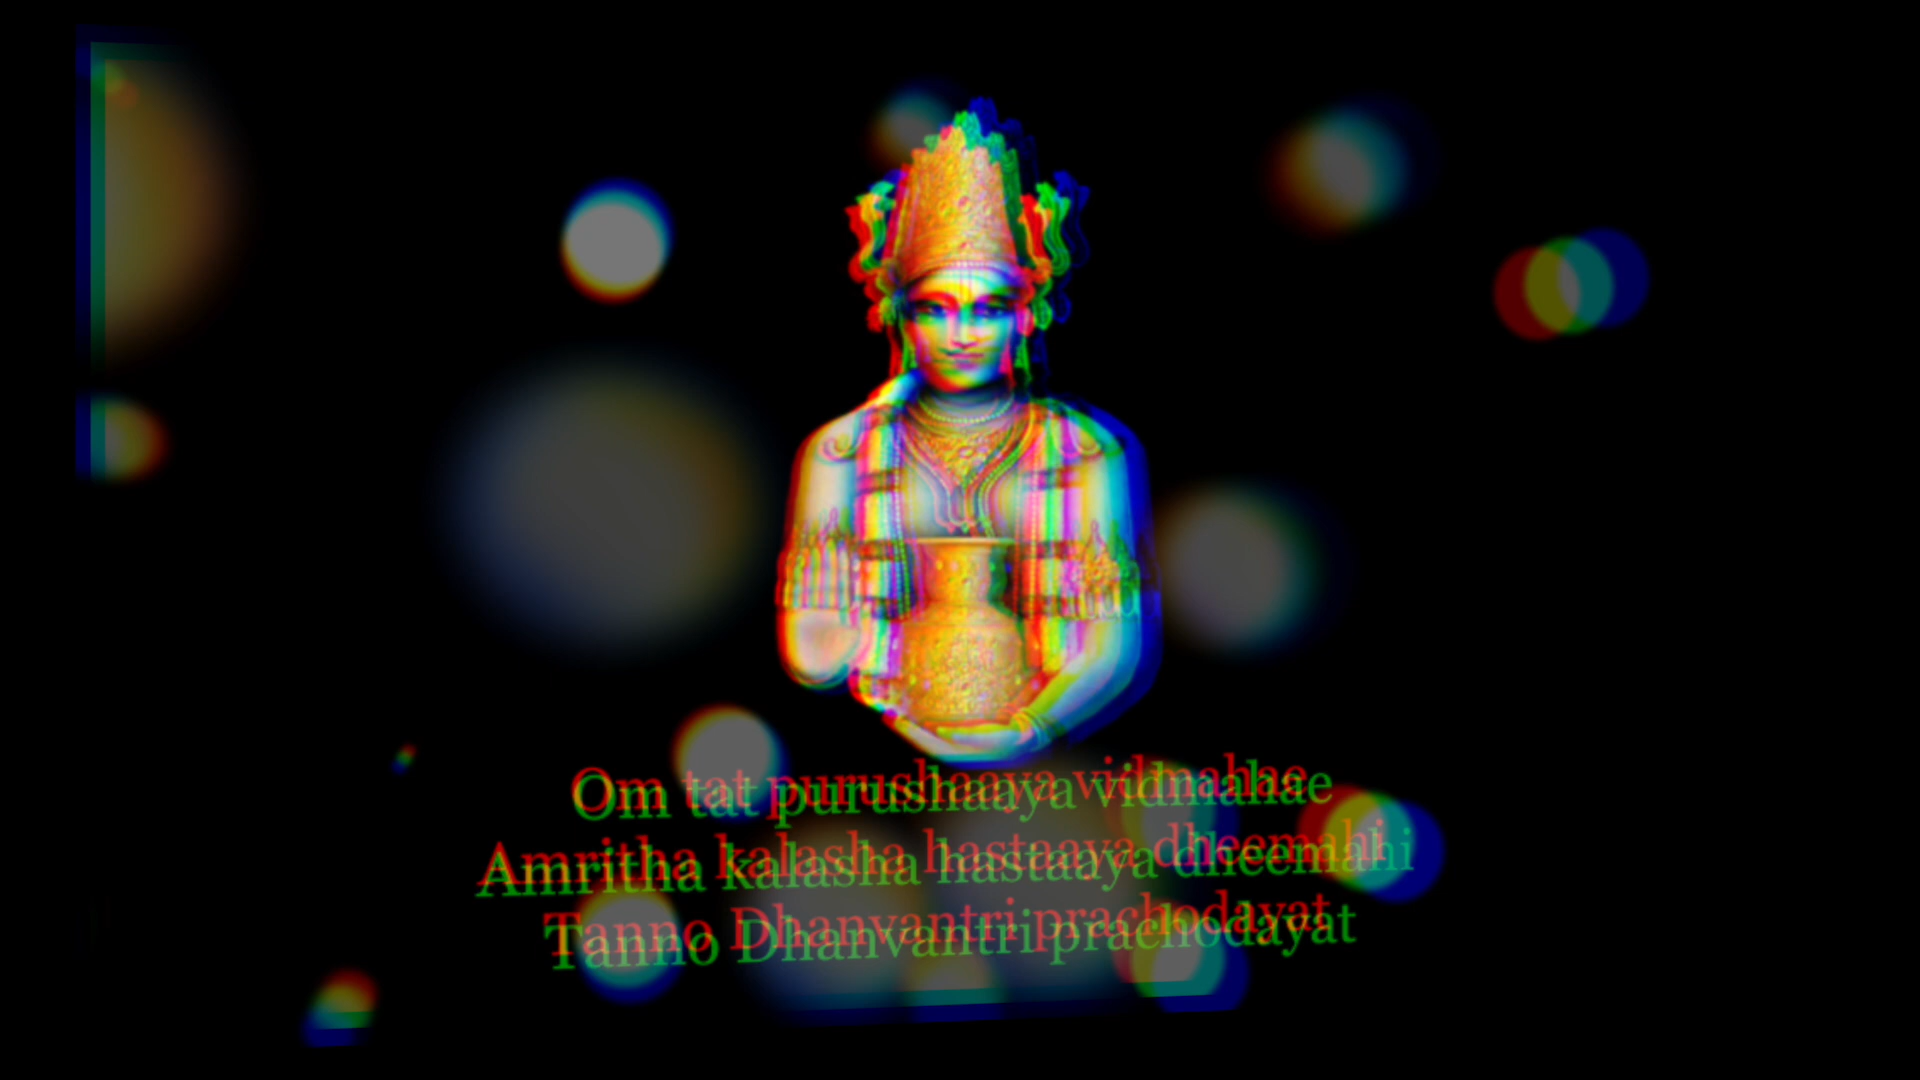 Om tat purushaaya vidmahae
Amritha kalasha hastaaya dheemahi
Tanno Dhanvantri prachodayat